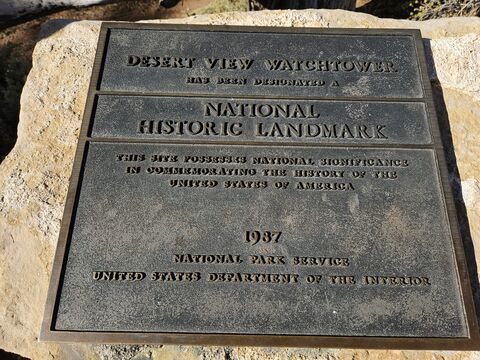 DESERT VIEW WATCHTOWER
HAS BEEN DESIGNATED A
NATIONAL
HISTORIC LANDMARK
THIS SITE POSSESSES NATIONAL SIGNIFICANCE
IN COMMEMORATING THE HISTORY OF THE
UNITED STATES OF AMERICA
1987
NATIONAL PARK SERVICE
UNITED STATES DEPARTMENT OF THE INTERIOR